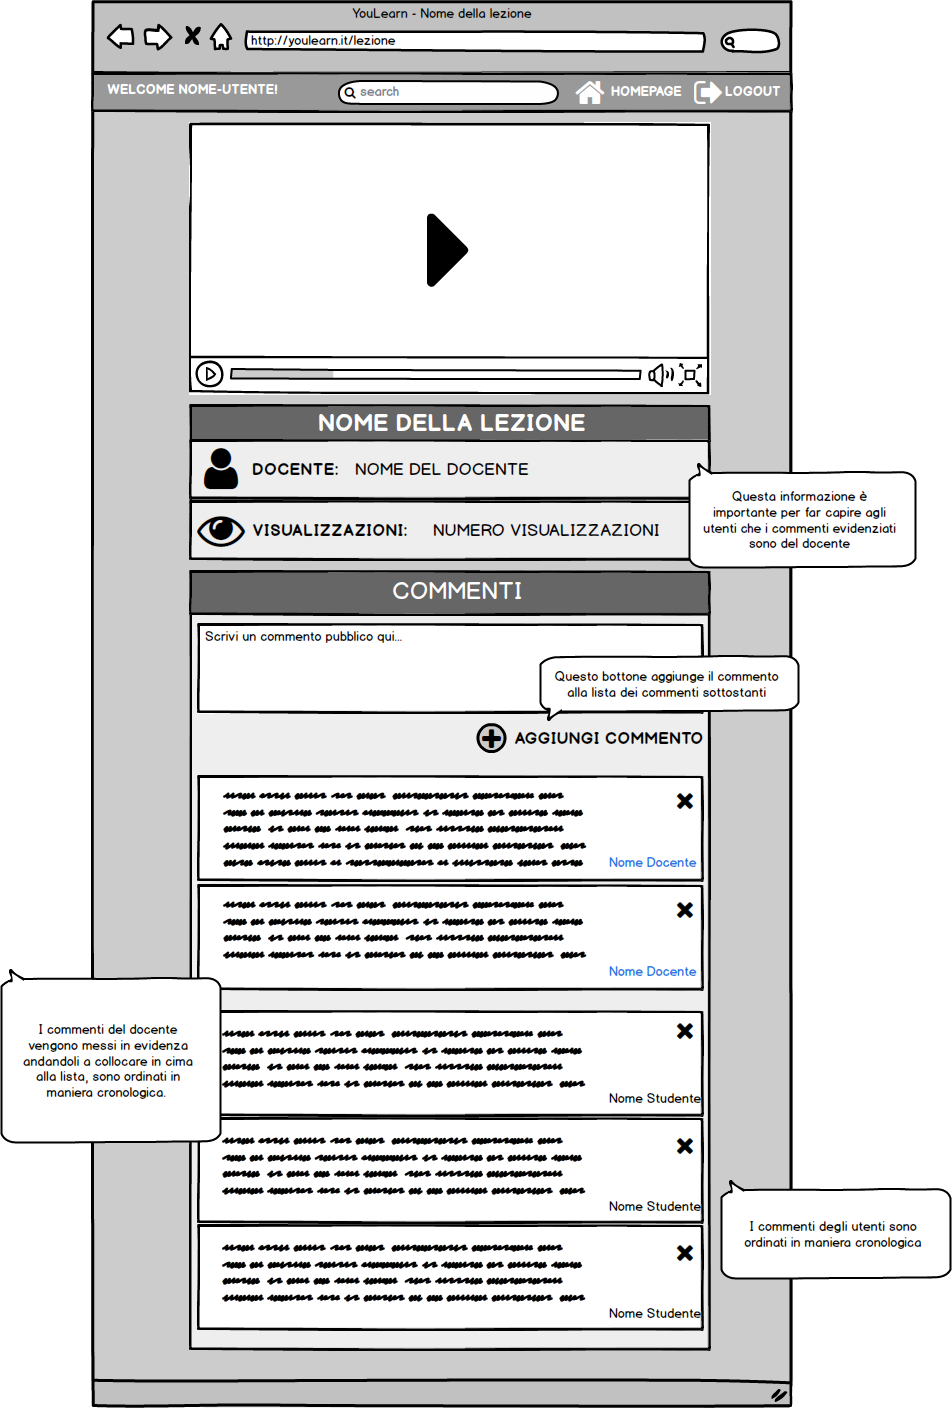 YouLearn - Nome della lezione
http://youlearn.it/lezione
WELCOME NOME-UTENTE!
search
HOMEPAGE
LOGOUT
NOME DELLA LEZIONE
DOCENTE: NOME DEL DOCENTE
Questa informazione è
importante per far capire agli
utenti che i commenti evidenziati
sono del docente
VISUALIZZAZIONI: NUMERO VISUALIZZAZIONI
COMMENTI
Scrivi un commento pubblico qui...
Questo bottone aggiunge il commento
alla lista dei commenti sottostanti
AGGIUNGI COMMENTO
Nome Docente
Nome Docente
I commenti del docente
vengono messi in evidenza
andandoli a collocare in cima
alla lista, sono ordinati in
maniera cronologica.
Nome Studente
Nome Studente
I commenti degli utenti sono
ordinati in maniera cronologica
Nome Studente